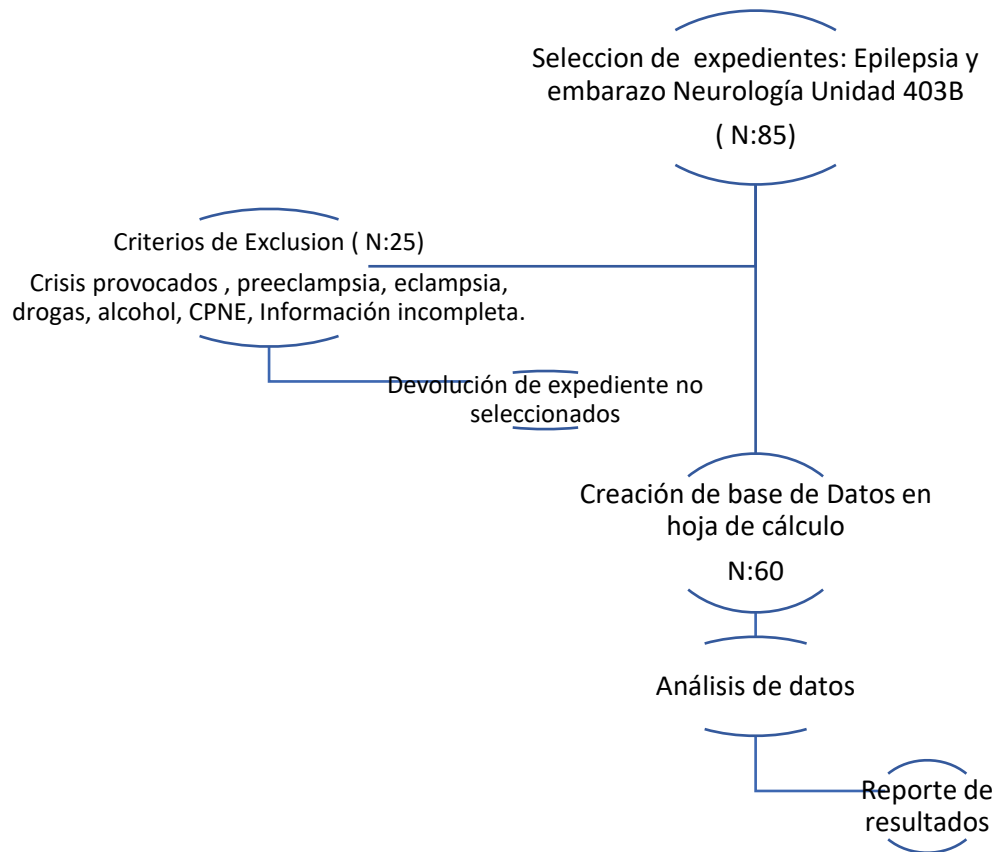 Seleccion de expedientes: Epilepsia y
embarazo Neurología Unidad 403B
( N:85)
Criterios de Exclusion ( N:25)
Crisis provocados , preeclampsia, eclampsia,
drogas, alcohol, CPNE, Información incompleta.
Devolución de expediente no
seleccionados
Creación de base de Datos en
hoja de cálculo
N:60
Análisis de datos
Reporte de
resultados